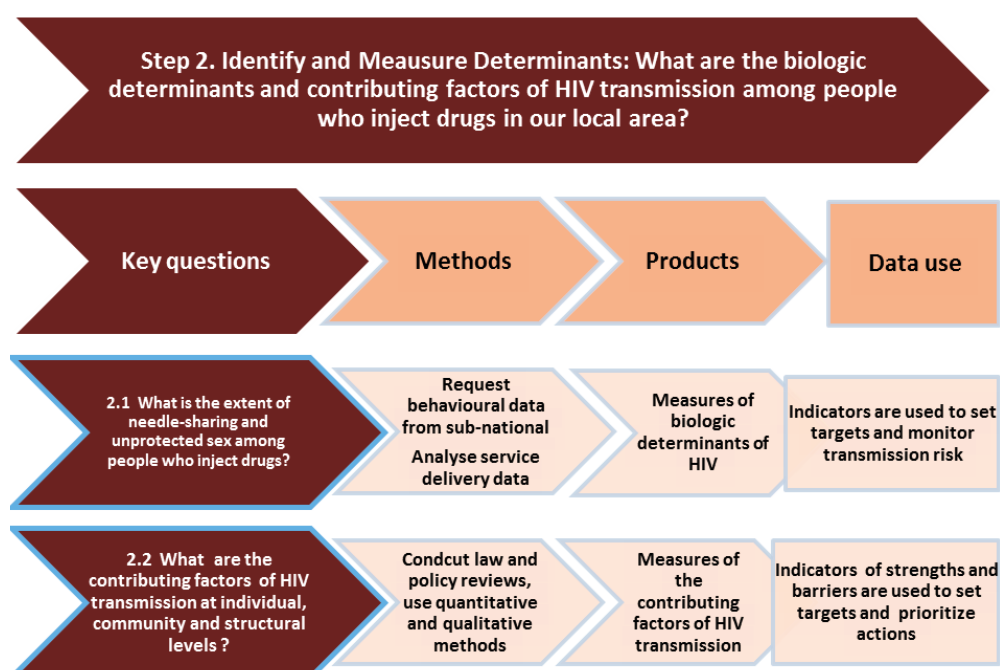 Step 2. Identify and Meausure Determinants: What are the biologic
determinants and contributing factors of HIV transmission among people
who inject drugs in our local area?
Key questions
Methods
Products
Data use
2.1 What is the extent of
needle-sharing and
unprotected sex among
people who inject drugs?
Request
behavioural data
from sub-national
Analyse service
delivery data
Measures of
biologic
determinants of
HIV
Indicators are used to set
targets and monitor
transmission risk
2.2 What are the
contributing factors of HIV
transmission at individual,
community and structural
levels ?
Condcut law and
policy reviews,
use quantitative
and qualitative
methods
Measures of
the
contributing
factors of HIV
transmission
Indicators of strengths and
barriers are used to set
targets and prioritize
actions